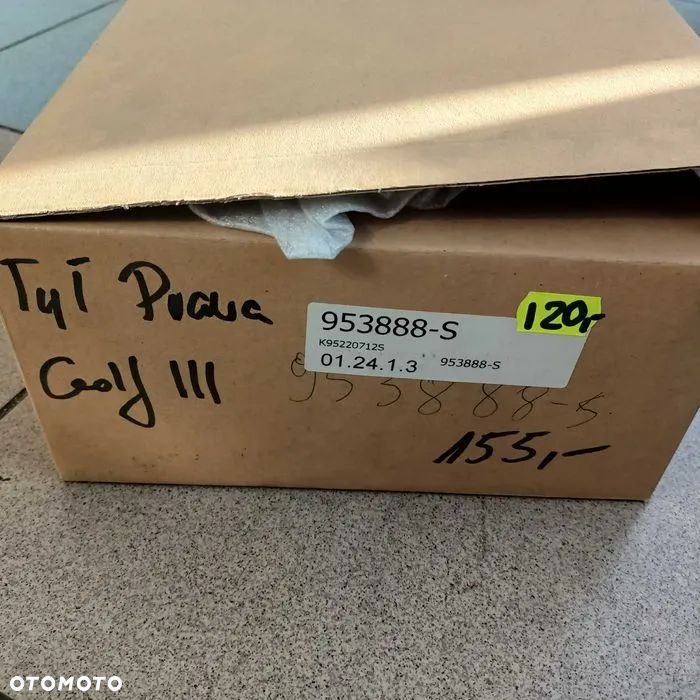 Tył Prawa
Golf III
953888-S
K95220712S
01.24.1.3 953888-S
120,-
953888-S
155,-
OTOMOTO